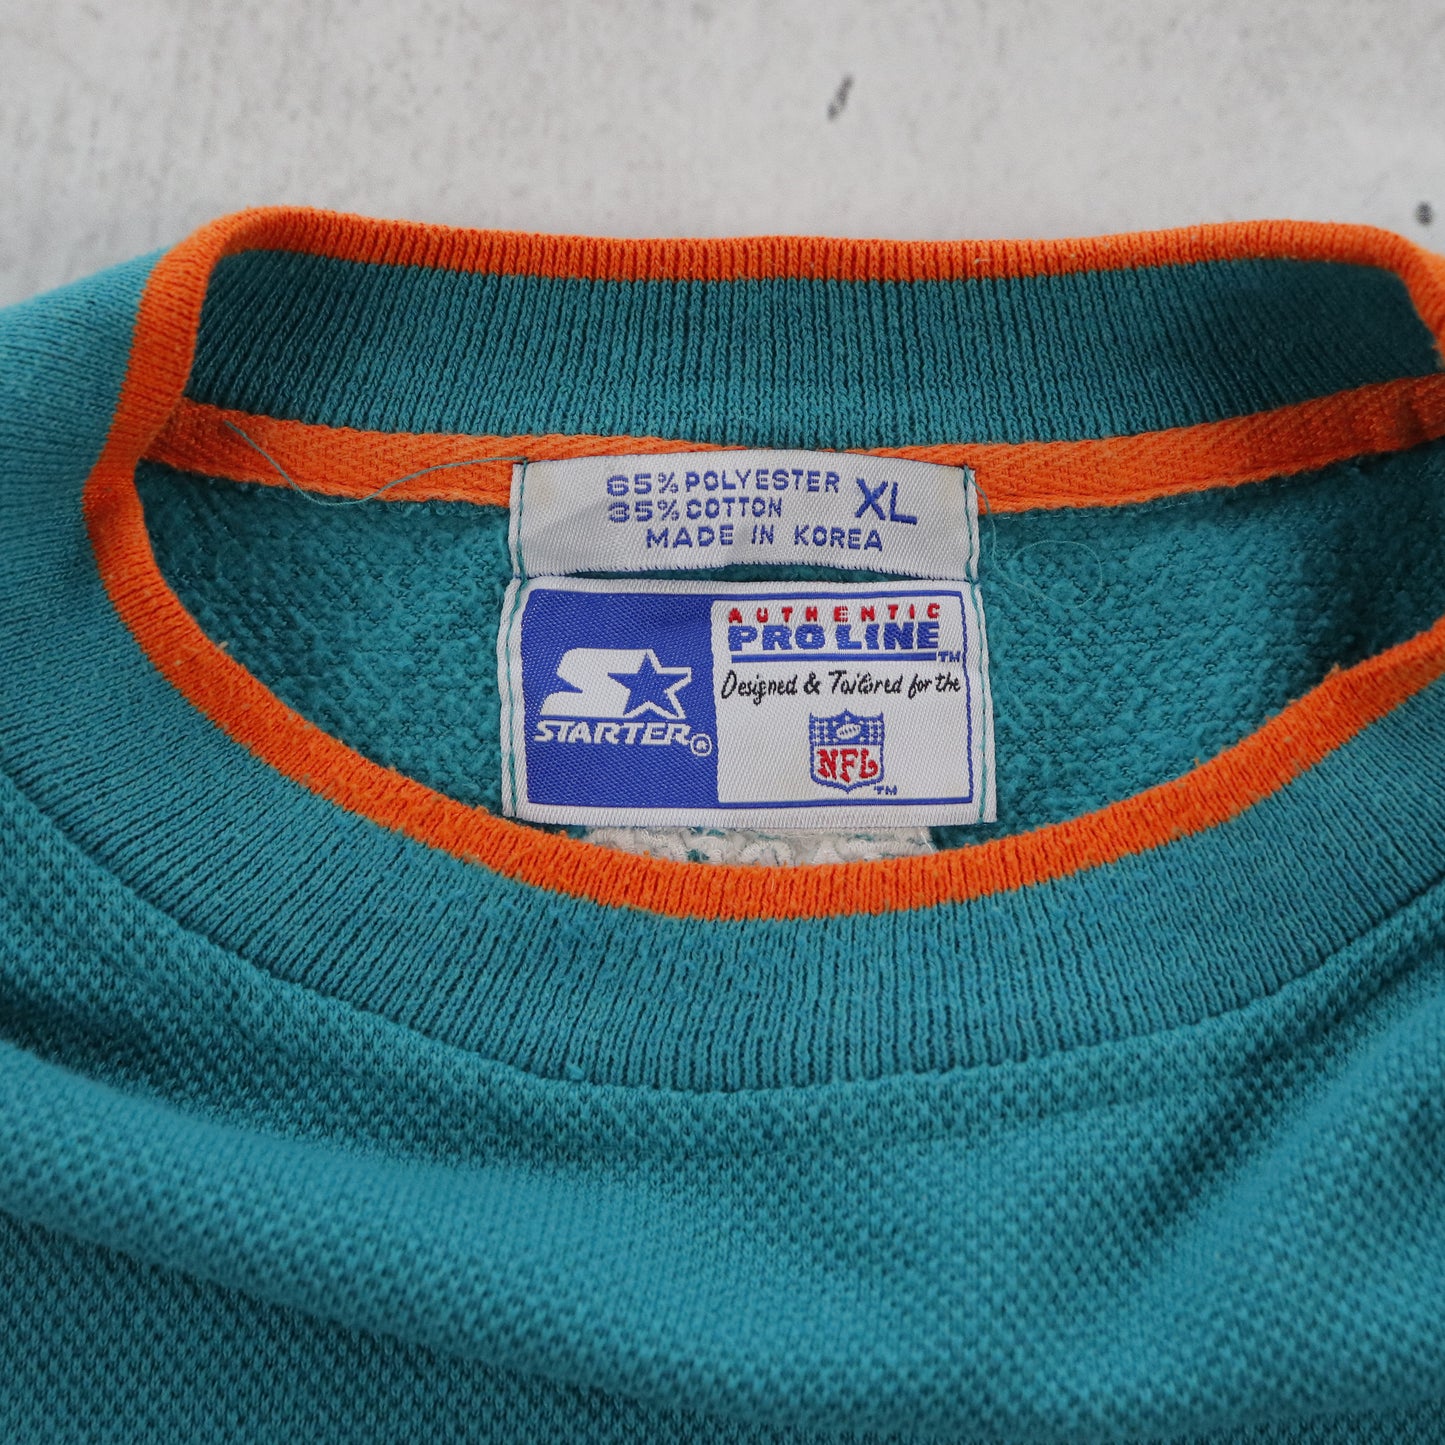 65% POLYESTER XL
35% COTTON
MADE IN KOREA
AUTHENTIC
PRO LINE TM
Designed & Tailored for the
STARTER ®
NFL TM